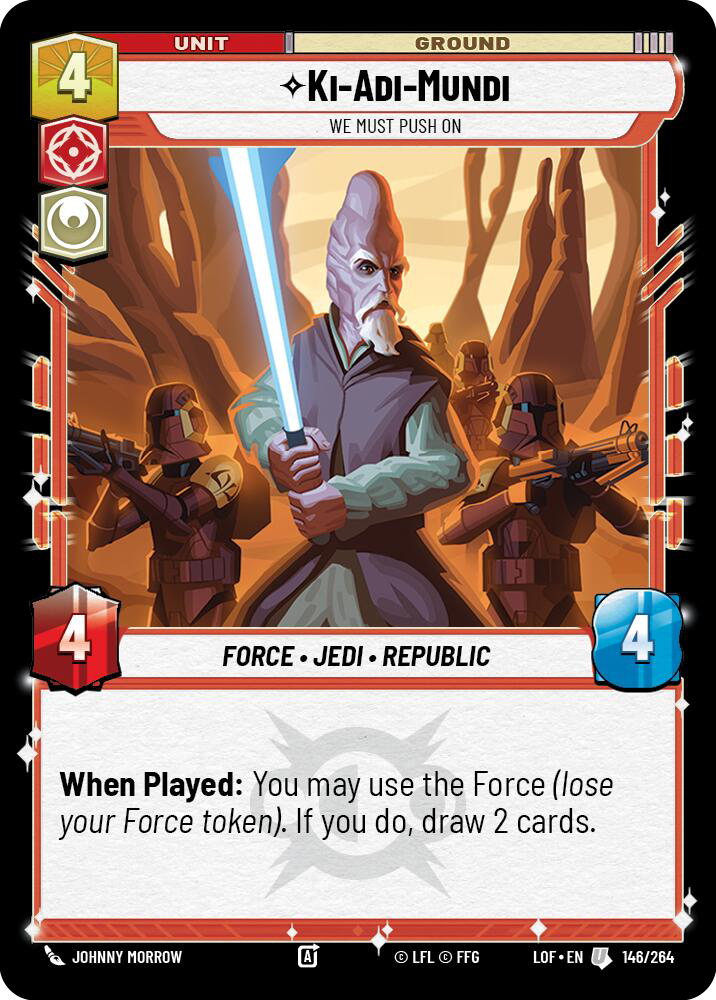 UNIT
GROUND
4
✧KI-ADI-MUNDI
WE MUST PUSH ON
4
FORCE • JEDI • REPUBLIC
4
When Played: You may use the Force (lose
your Force token). If you do, draw 2 cards.
JOHNNY MORROW
A
© LFL © FFG
LOF • EN
U
146/264